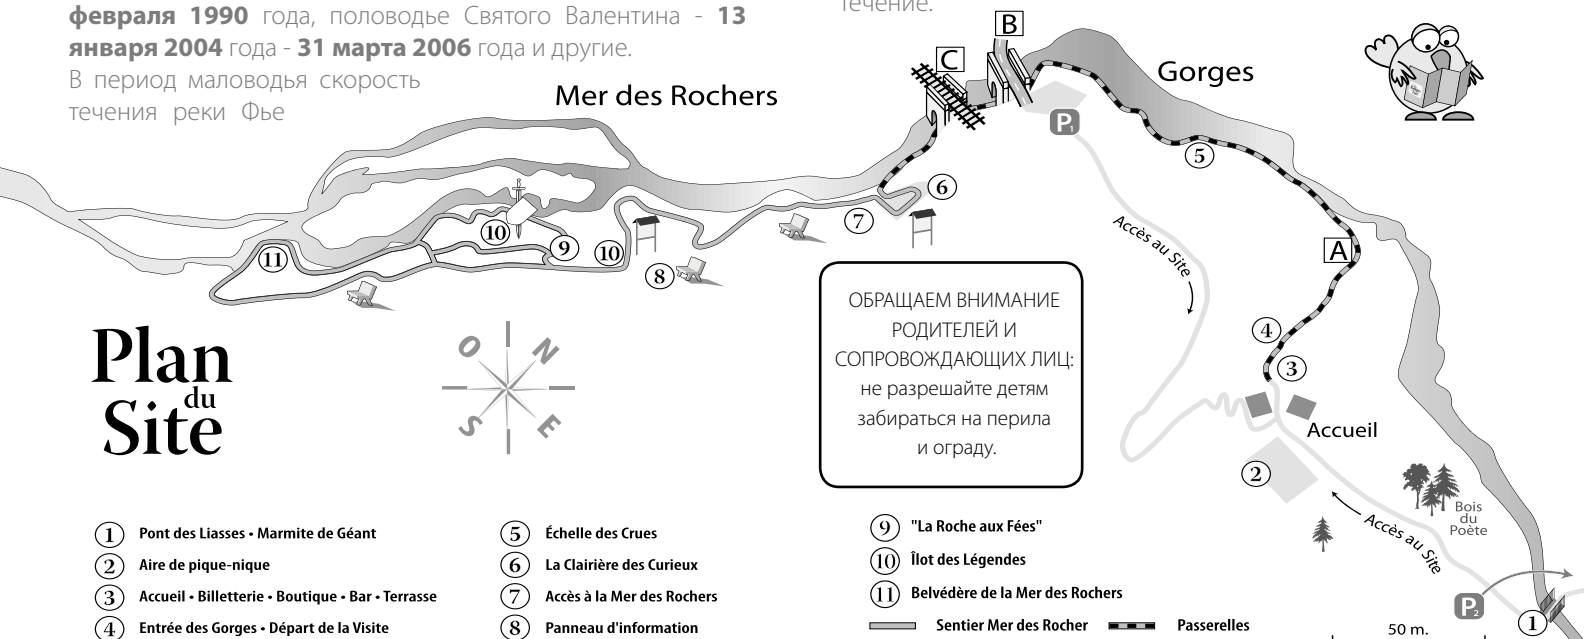 февраля 1990 года, половодье Святого Валентина - 13
января 2004 года - 31 марта 2006 года и другие.
В период маловодья скорость
течения реки Фье
течение.
Mer des Rochers
C
B
Gorges
P1
5
6
7
10
9
10
8
11
Accès au Site
A
4
3
Accueil
2
Bois
du
Poète
Accès au Site
P2
1
Plan
du
Site
O
N
S
E
ОБРАЩАЕМ ВНИМАНИЕ
РОДИТЕЛЕЙ И
СОПРОВОЖДАЮЩИХ ЛИЦ:
не разрешайте детям
забираться на перила
и ограду.
1 Pont des Liasses • Marmite de Géant
2 Aire de pique-nique
3 Accueil • Billetterie • Boutique • Bar • Terrasse
4 Entrée des Gorges • Départ de la Visite
5 Échelle des Crues
6 La Clairière des Curieux
7 Accès à la Mer des Rochers
8 Panneau d'information
9 "La Roche aux Fées"
10 Îlot des Légendes
11 Belvédère de la Mer des Rochers
Sentier Mer des Rocher
Passerelles
50 m.